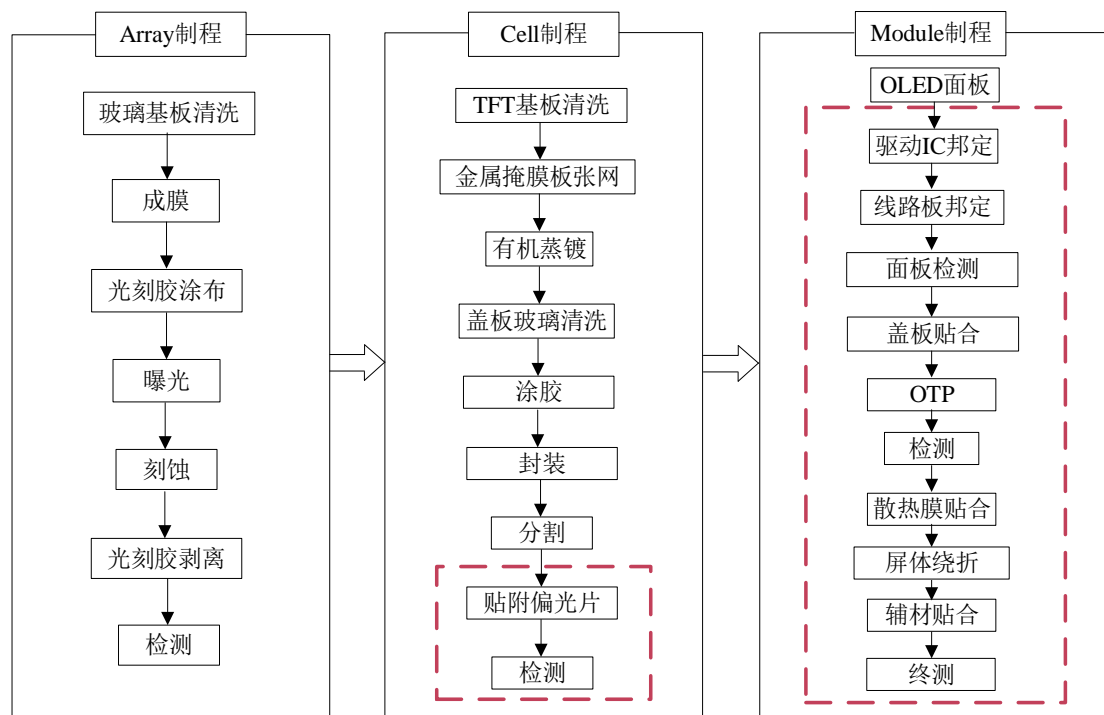 Array制程
玻璃基板清洗
成膜
光刻胶涂布
曝光
刻蚀
光刻胶剥离
检测
Cell制程
TFT基板清洗
金属掩膜板张网
有机蒸镀
盖板玻璃清洗
涂胶
封装
分割
贴附偏光片
检测
Module制程
OLED面板
驱动IC邦定
线路板邦定
面板检测
盖板贴合
OTP
检测
散热膜贴合
屏体绕折
辅材贴合
终测